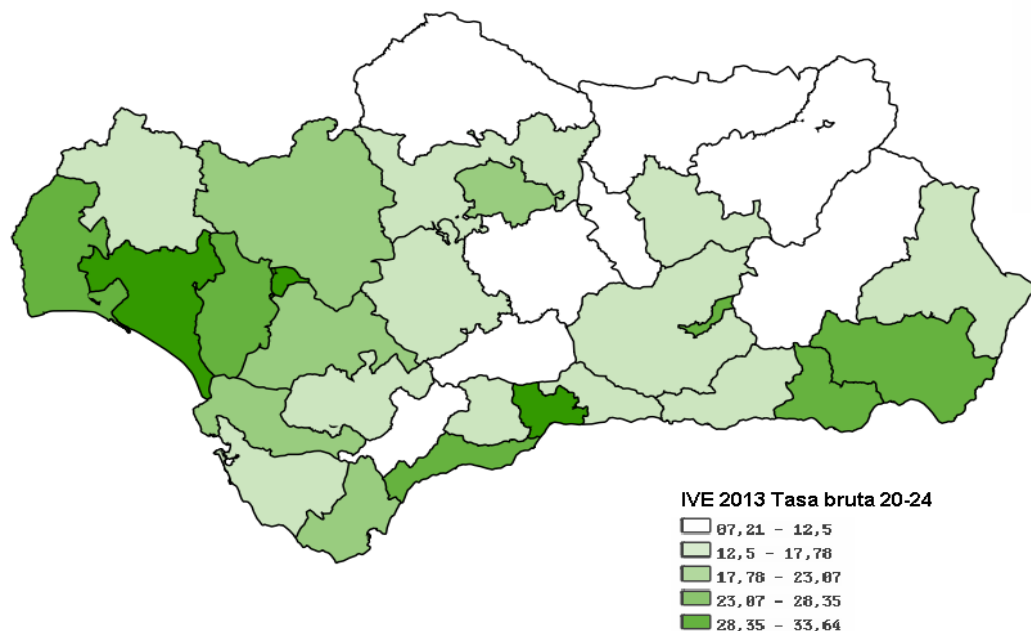 IVE 2013 Tasa bruta 20-24
07,21 - 12,5
12,5 - 17,78
17,78 - 23,07
23,07 - 28,35
28,35 - 33,64